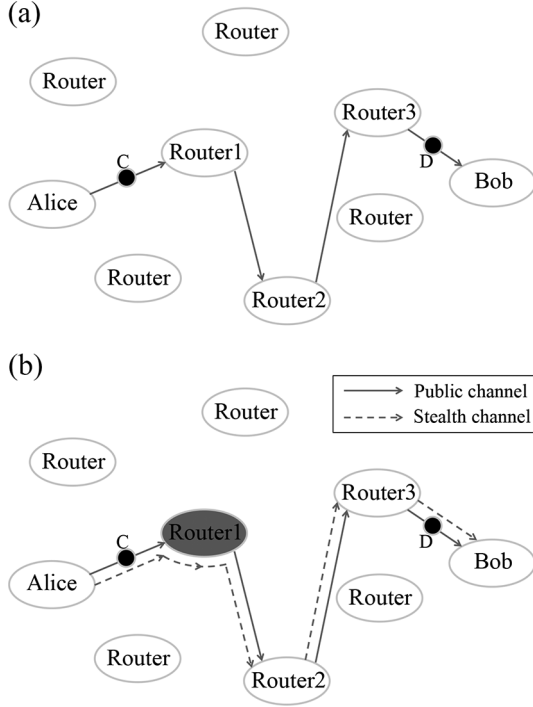 (a)
Router
Router
Router3
C
Router1
D
Alice
Bob
Router
Router
Router2
(b)
Public channel
Stealth channel
Router
Router
Router3
C
Router1
D
Alice
Bob
Router
Router
Router2